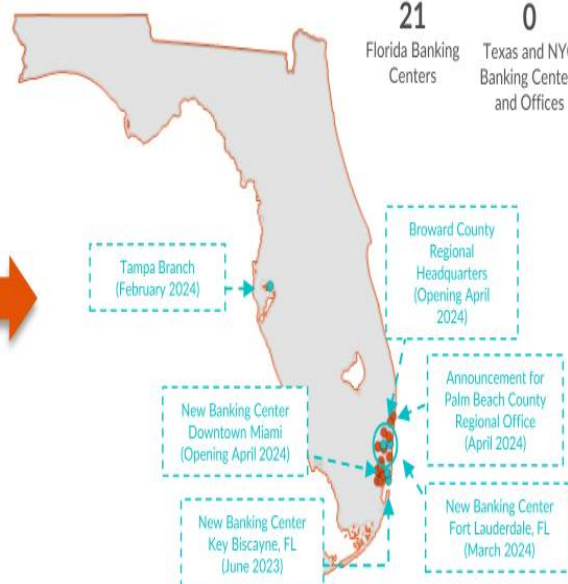 21
Florida Banking
Centers
0
Texas and NY
Banking Cente
and Offices
Tampa Branch
(February 2024)
Broward County
Regional
Headquarters
(Opening April
2024)
Announcement for
Palm Beach County
Regional Office
(April 2024)
New Banking Center
Downtown Miami
(Opening April 2024)
New Banking Center
Key Biscayne, FL
(June 2023)
New Banking Center
Fort Lauderdale, FL
(March 2024)